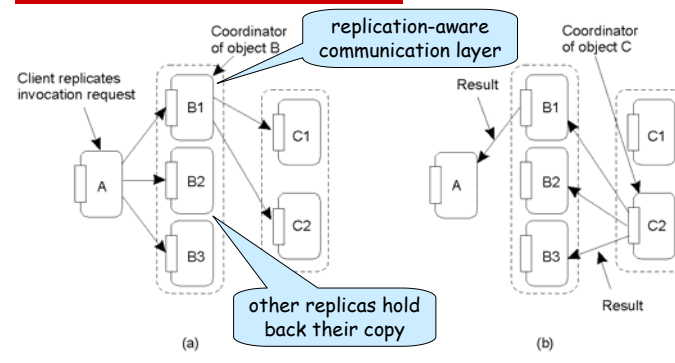 Coordinator
of object B
replication-aware
communication layer
Client replicates
invocation request
A
B1
B2
B3
C1
C2
other replicas hold
back their copy
(a)
Coordinator
of object C
Result
A
B1
B2
B3
C1
C2
Result
(b)